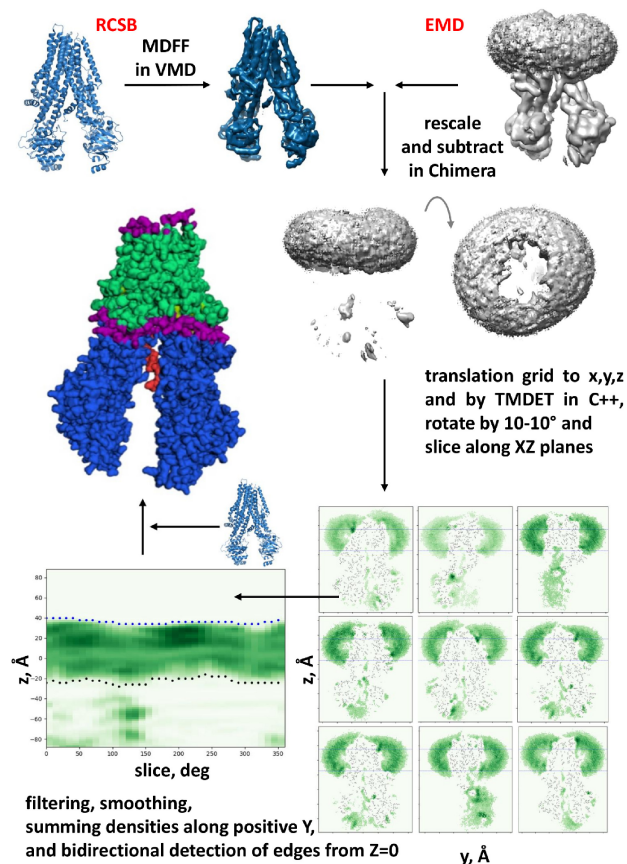 RCSB
EMD
MDFF
in VMD
rescale
and subtract
in Chimera
translation grid to x,y,z
and by TMDET in C++,
rotate by 10-10° and
slice along XZ planes
80
60
40
20
0
−20
−40
−60
−80
z, Å
0
50
100
150
200
250
300
350
slice, deg
z, Å
y, Å
filtering, smoothing,
summing densities along positive Y,
and bidirectional detection of edges from Z=0